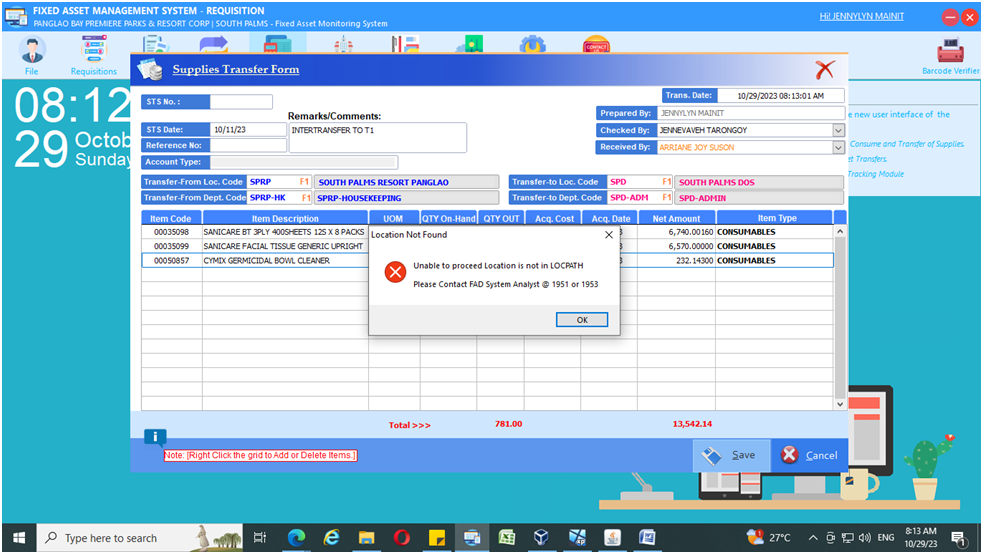 FIXED ASSET MANAGEMENT SYSTEM - REQUISITION
PANGLAO BAY PREMIERE PARKS & RESORT CORP | SOUTH PALMS - Fixed Asset Monitoring System
Hi! JENNYLYN MAINIT
File
Requisitions
Barcode Verifier
CONTACT
08:12
29
Octob
Sunday
e new user interface of the
Consume and Transfer of Supplies.
et Transfers.
Tracking Module
Supplies Transfer Form
STS No. :
Trans. Date: 10/29/2023 08:13:01 AM
Remarks/Comments:
Prepared By: JENNYLYN MAINIT
STS Date: 10/11/23
INTERTRANSFER TO T1
Checked By: JENNEVAVEH TARONGOY
Reference No:
Received By: ARRIANE JOY SUSON
Account Type:
Transfer-From Loc. Code SPRP F1 SOUTH PALMS RESORT PANGLAO
Transfer-to Loc. Code SPD F1 SOUTH PALMS DOS
Transfer-From Dept. Code SPRP-HK F1 SPRP-HOUSEKEEPING
Transfer-to Dept. Code SPD-ADM F1 SPD-ADMIN
Item Code Item Description UOM QTY On-Hand QTY OUT Acq. Cost Acq. Date Net Amount Item Type
00035098 SANICARE BT 3PLY 400SHEETS 12S X 8 PACKS 3 6,740.00160 CONSUMABLES
00035099 SANICARE FACIAL TISSUE GENERIC UPRIGHT 3 6,570.00000 CONSUMABLES
00050857 CYMIX GERMICIDAL BOWL CLEANER 3 232.14300 CONSUMABLES
Location Not Found
Unable to proceed Location is not in LOCPATH
Please Contact FAD System Analyst @ 1951 or 1953
OK
Total >>> 781.00 13,542.14
Note: [Right Click the grid to Add or Delete Items.]
Save
Cancel
Type here to search
27°C
ENG
8:13 AM
10/29/23